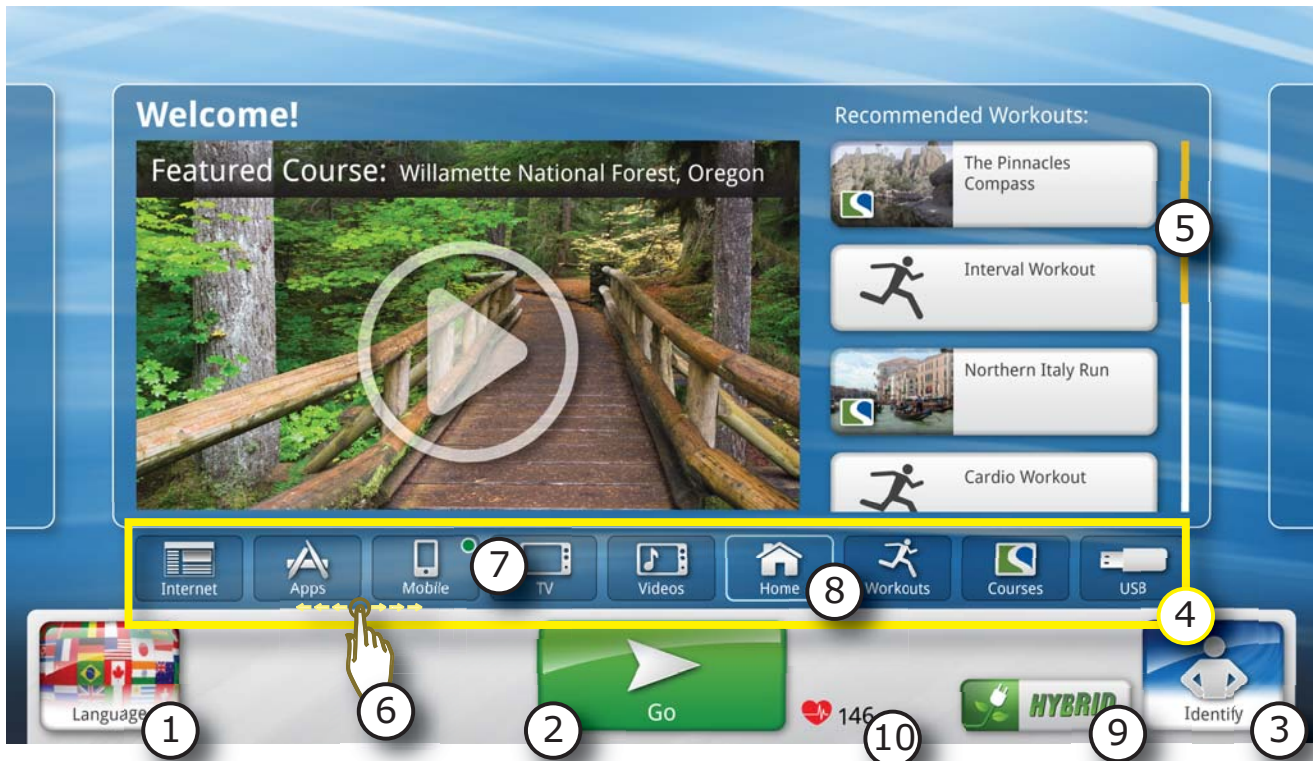 Welcome!
Featured Course: Willamette National Forest, Oregon
Recommended Workouts:
The Pinnacles
Compass
5
Interval Workout
Northern Italy Run
Cardio Workout
Internet
Apps
Mobile
7
TV
Videos
Home
8
Workouts
Courses
USB
4
Language
1
6
2
Go
146
10
HYBRID
9
Identify
3